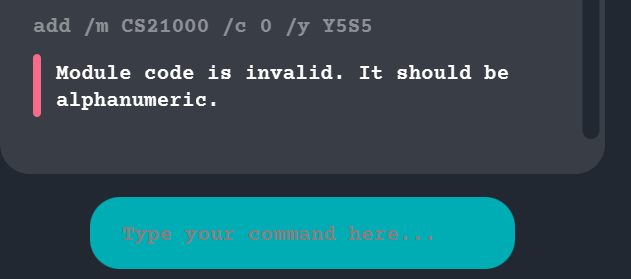 add /m CS21000 /c 0 /y Y5S5
Module code is invalid. It should be
alphanumeric.
Type your command here...